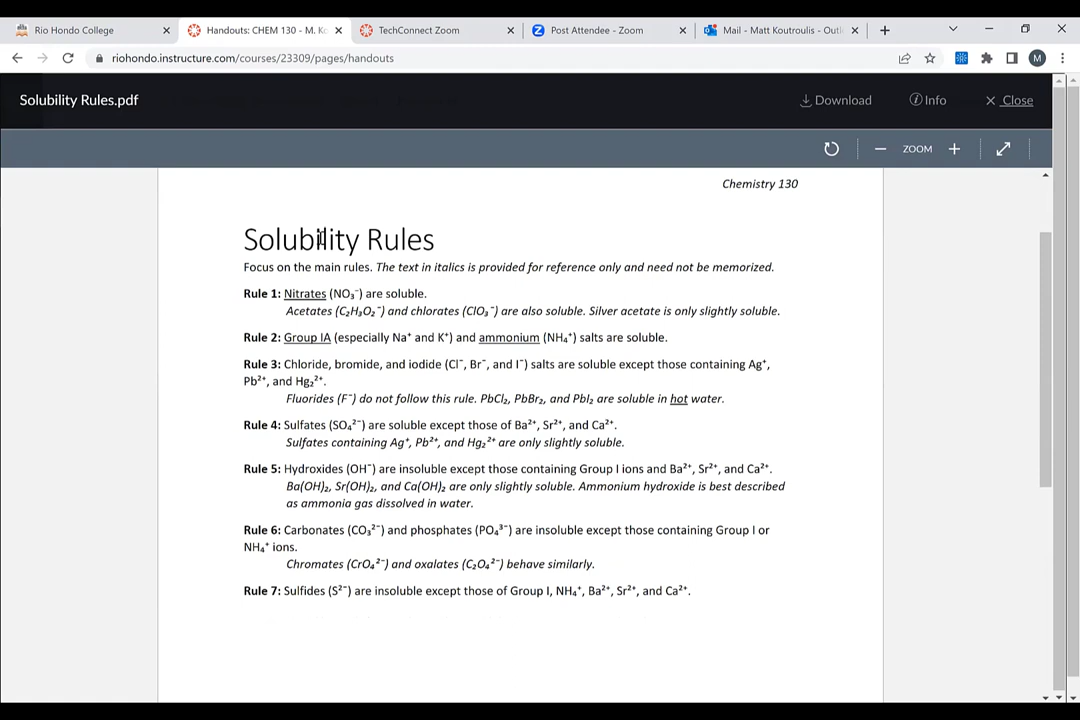 Rio Hondo College
Handouts: CHEM 130 - M. Ko
TechConnect Zoom
Post Attendee - Zoom
Mail - Matt Koutroulis - Outl
riohondo.instructure.com/courses/23309/pages/handouts
M
Solubility Rules.pdf
Download
Info
Close
ZOOM
Chemistry 130
Solubility Rules
Focus on the main rules. The text in italics is provided for reference only and need not be memorized.
Rule 1: Nitrates (NO₃⁻) are soluble.
Acetates (C₂H₃O₂⁻) and chlorates (ClO₃⁻) are also soluble. Silver acetate is only slightly soluble.
Rule 2: Group IA (especially Na⁺ and K⁺) and ammonium (NH₄⁺) salts are soluble.
Rule 3: Chloride, bromide, and iodide (Cl⁻, Br⁻, and I⁻) salts are soluble except those containing Ag⁺,
Pb²⁺, and Hg₂²⁺.
Fluorides (F⁻) do not follow this rule. PbCl₂, PbBr₂, and PbI₂ are soluble in hot water.
Rule 4: Sulfates (SO₄²⁻) are soluble except those of Ba²⁺, Sr²⁺, and Ca²⁺.
Sulfates containing Ag⁺, Pb²⁺, and Hg₂²⁺ are only slightly soluble.
Rule 5: Hydroxides (OH⁻) are insoluble except those containing Group I ions and Ba²⁺, Sr²⁺, and Ca²⁺.
Ba(OH)₂, Sr(OH)₂, and Ca(OH)₂ are only slightly soluble. Ammonium hydroxide is best described
as ammonia gas dissolved in water.
Rule 6: Carbonates (CO₃²⁻) and phosphates (PO₄³⁻) are insoluble except those containing Group I or
NH₄⁺ ions.
Chromates (CrO₄²⁻) and oxalates (C₂O₄²⁻) behave similarly.
Rule 7: Sulfides (S²⁻) are insoluble except those of Group I, NH₄⁺, Ba²⁺, Sr²⁺, and Ca²⁺.